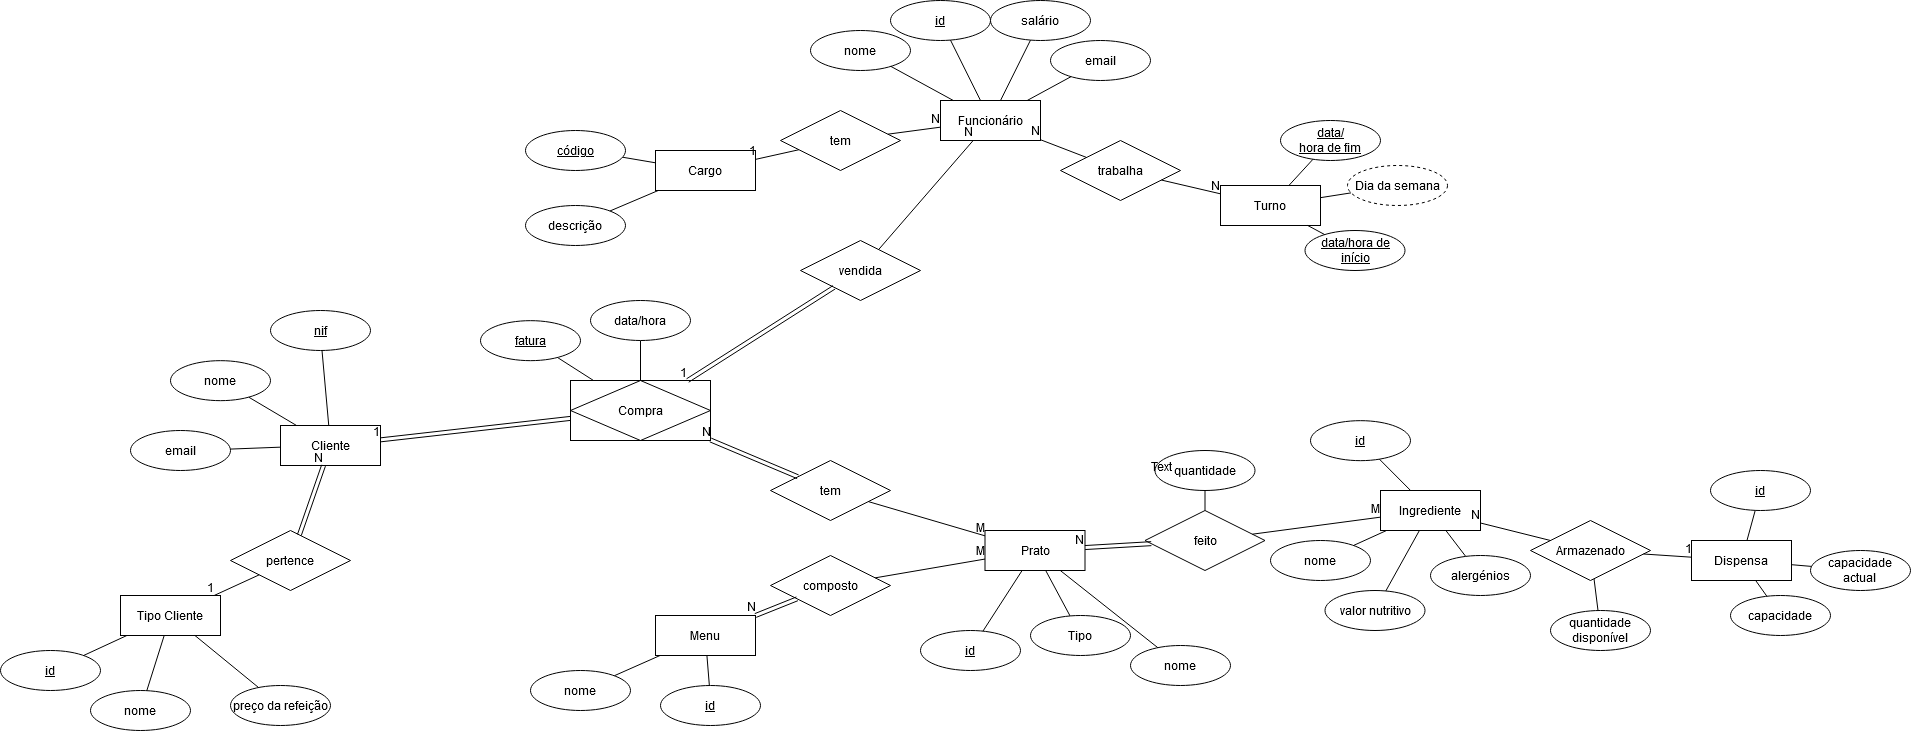 id
salário
nome
email
Funcionário
N
N
N
tem
1
Cargo
código
descrição
trabalha
N
Turno
data/
hora de fim
Dia da semana
data/hora de
início
vendida
1
data/hora
fatura
Compra
N
nif
nome
email
Cliente
1
N
pertence
1
Tipo Cliente
id
nome
preço da refeição
tem
M
M
Prato
N
composto
N
Menu
nome
id
id
Tipo
nome
Text
quantidade
feito
M
Ingrediente
N
id
nome
valor nutritivo
alergénios
Armazenado
quantidade
disponível
1
Dispensa
id
capacidade
actual
capacidade